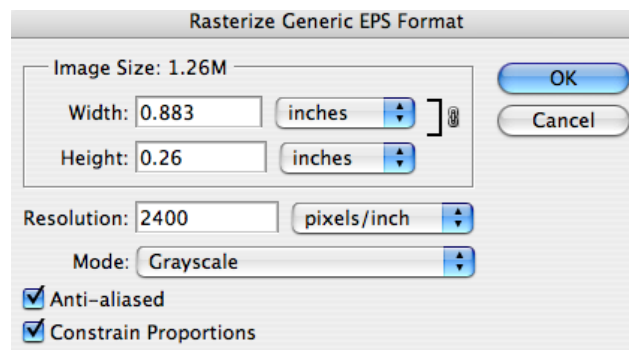 Rasterize Generic EPS Format
Image Size: 1.26M
OK
Width: 0.883 inches
Cancel
Height: 0.26 inches
Resolution: 2400 pixels/inch
Mode: Grayscale
Anti-aliased
Constrain Proportions